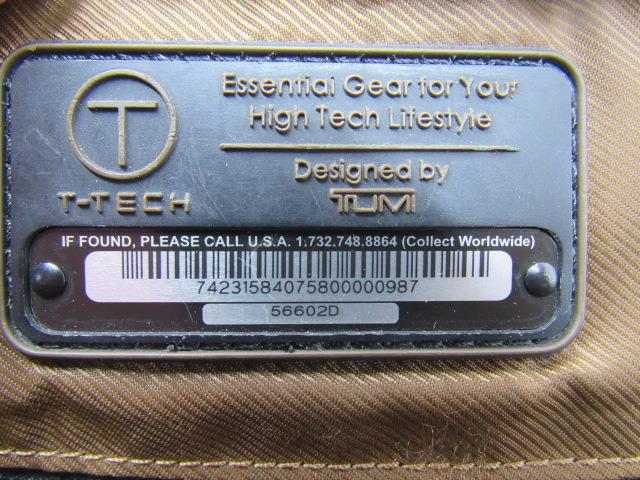 T
T-TECH
Essential Gear for Your
High Tech Lifestyle
Designed by
TUMI
IF FOUND, PLEASE CALL U.S.A. 1.732.748.8864 (Collect Worldwide)
74231584075800000987
56602D